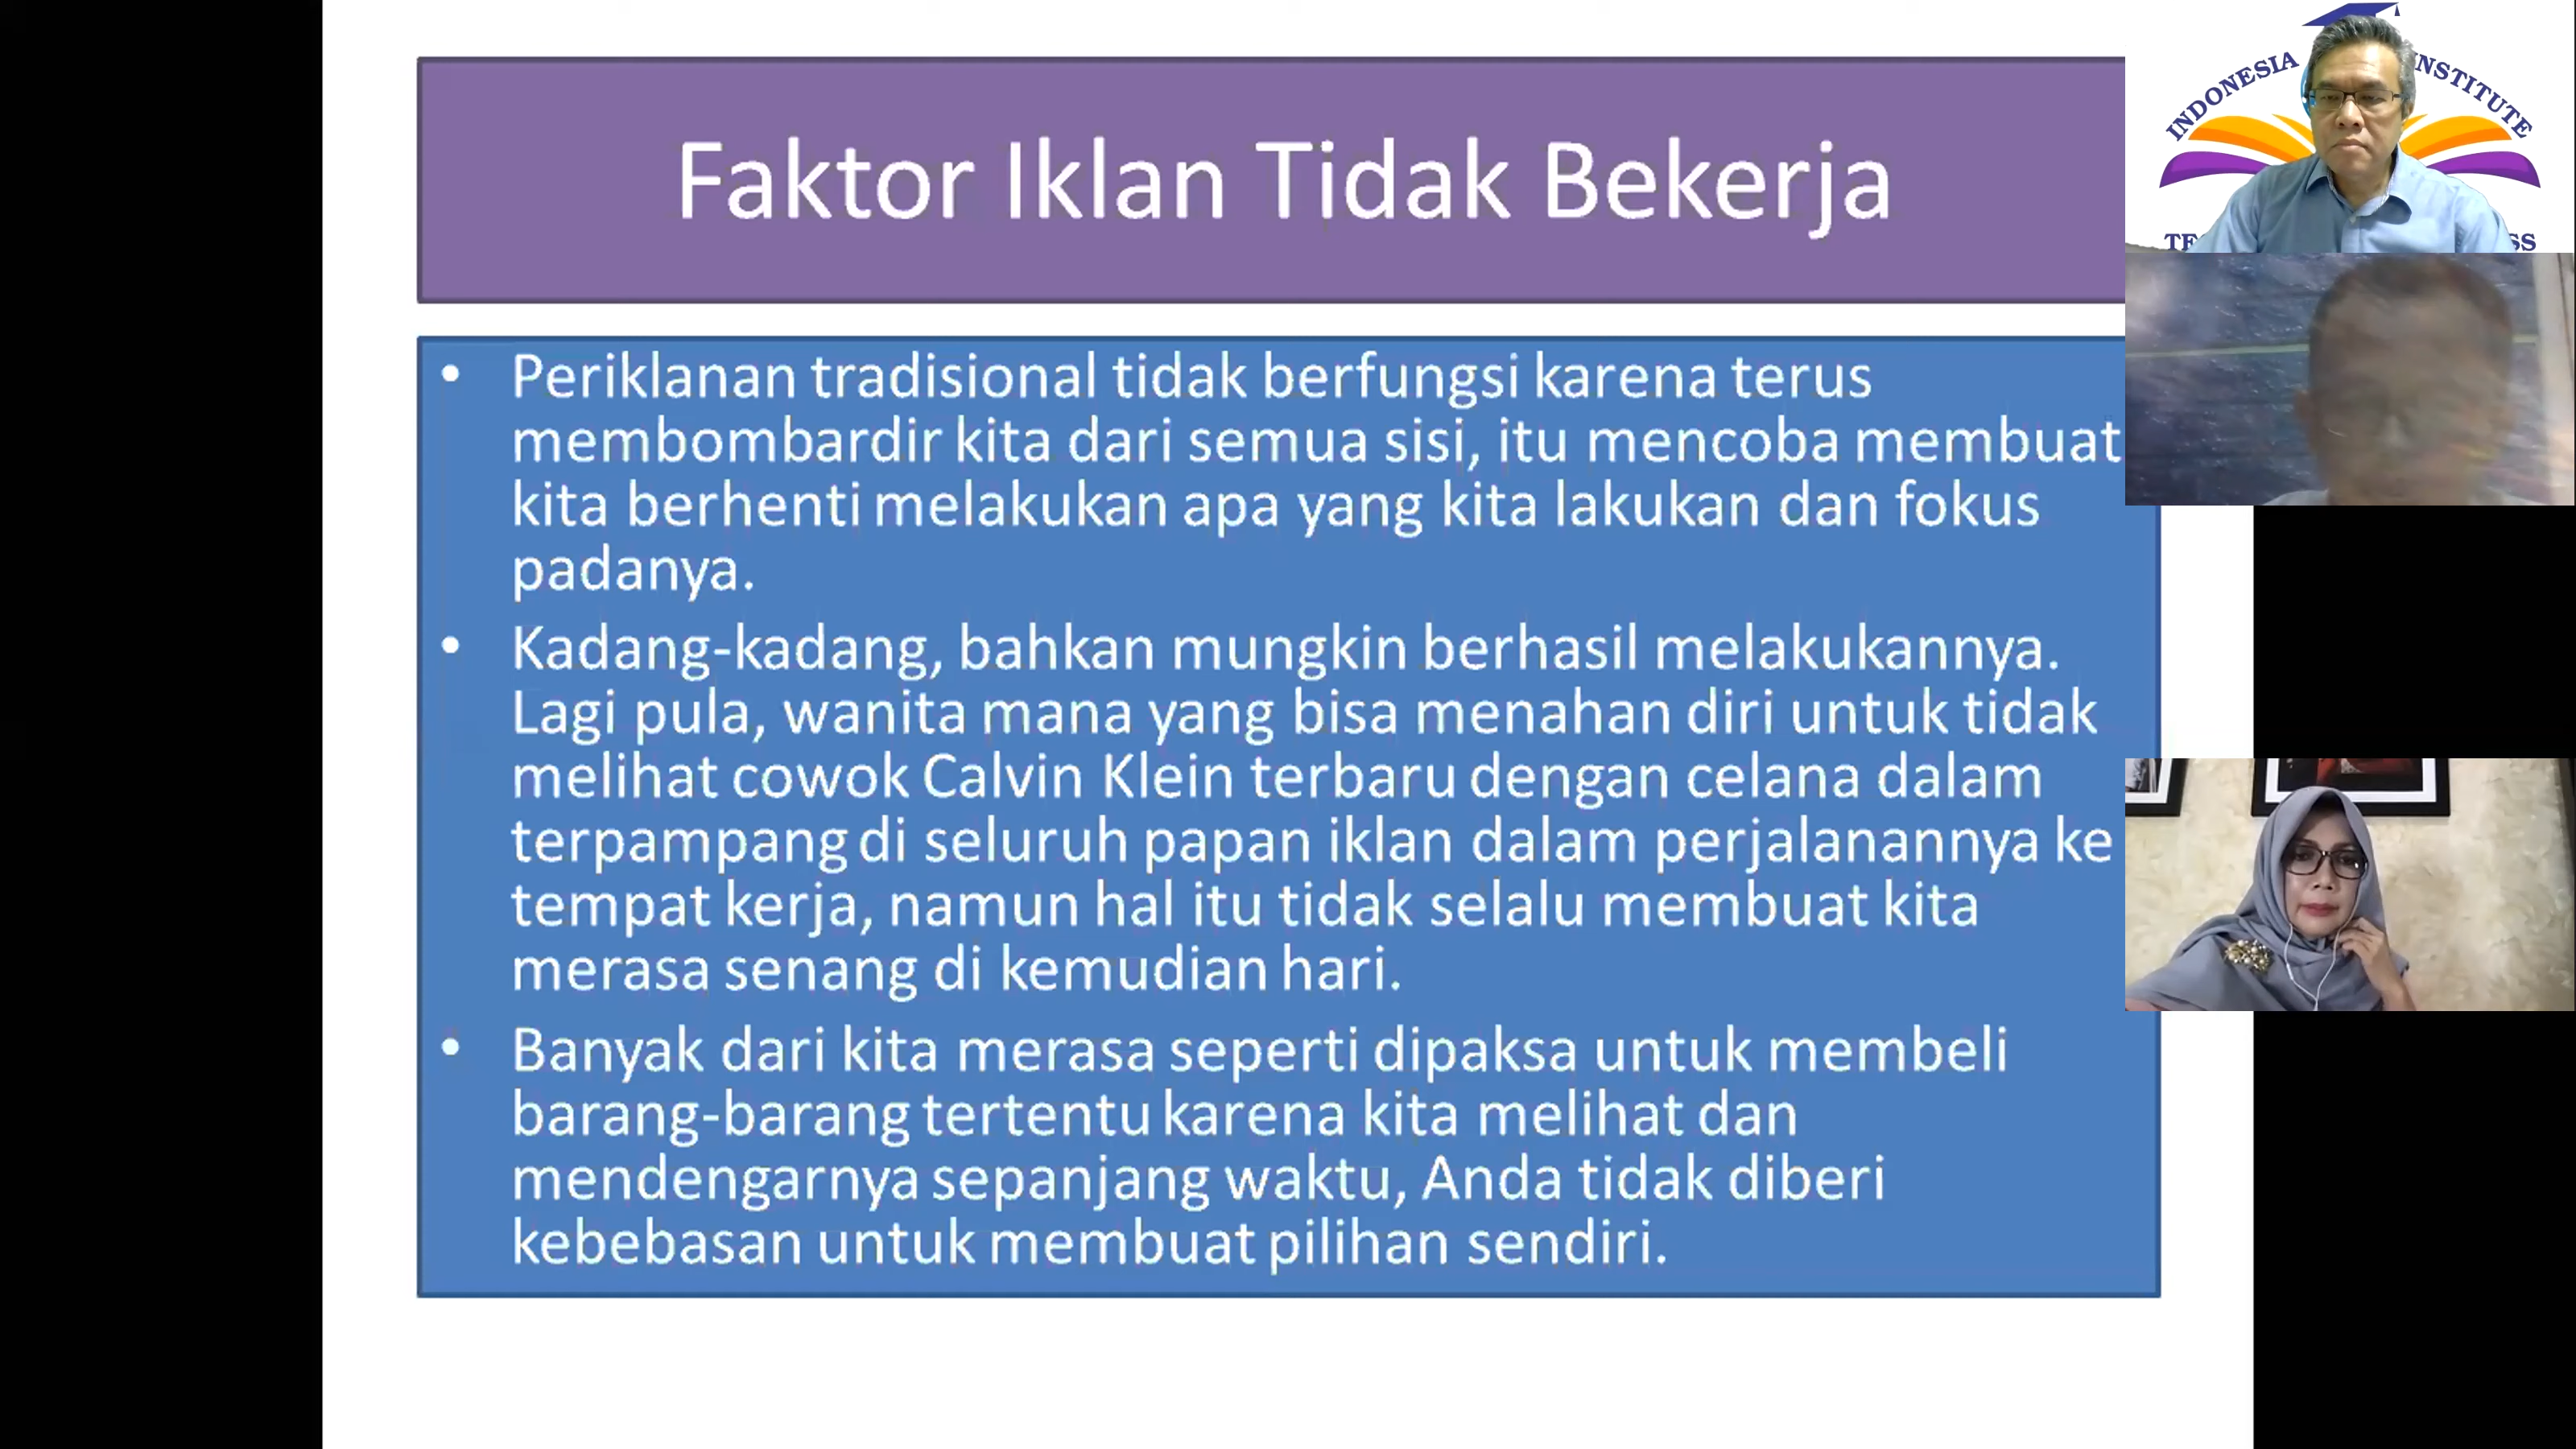 Faktor Iklan Tidak Bekerja
• Periklanan tradisional tidak berfungsi karena terus
membombardir kita dari semua sisi, itu mencoba membuat
kita berhenti melakukan apa yang kita lakukan dan fokus
padanya.
• Kadang-kadang, bahkan mungkin berhasil melakukannya.
Lagi pula, wanita mana yang bisa menahan diri untuk tidak
melihat cowok Calvin Klein terbaru dengan celana dalam
terpampang di seluruh papan iklan dalam perjalanannya ke
tempat kerja, namun hal itu tidak selalu membuat kita
merasa senang di kemudian hari.
• Banyak dari kita merasa seperti dipaksa untuk membeli
barang-barang tertentu karena kita melihat dan
mendengarnya sepanjang waktu, Anda tidak diberi
kebebasan untuk membuat pilihan sendiri.
INDONESIA INSTITUTE